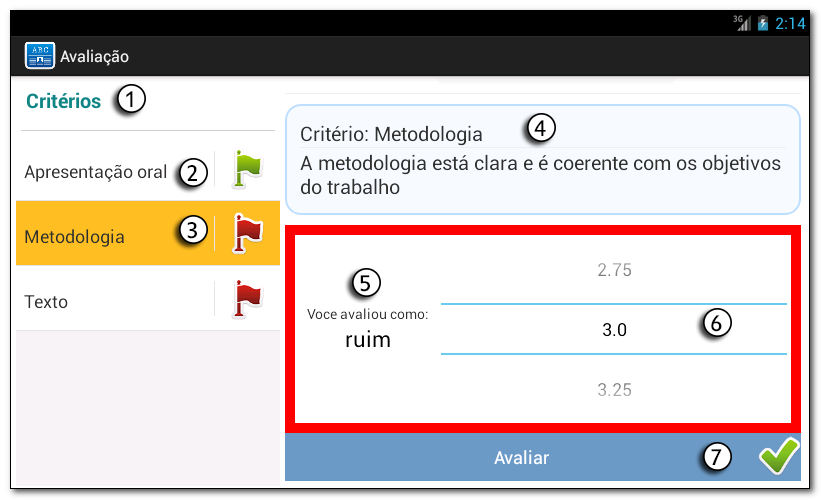 3G 2:14
ABC Avaliação
Critérios 1
Apresentação oral 2
Metodologia 3
Texto
4
Critério: Metodologia
A metodologia está clara e é coerente com os objetivos
do trabalho
5
Voce avaliou como:
ruim
2.75
3.0 6
3.25
Avaliar 7